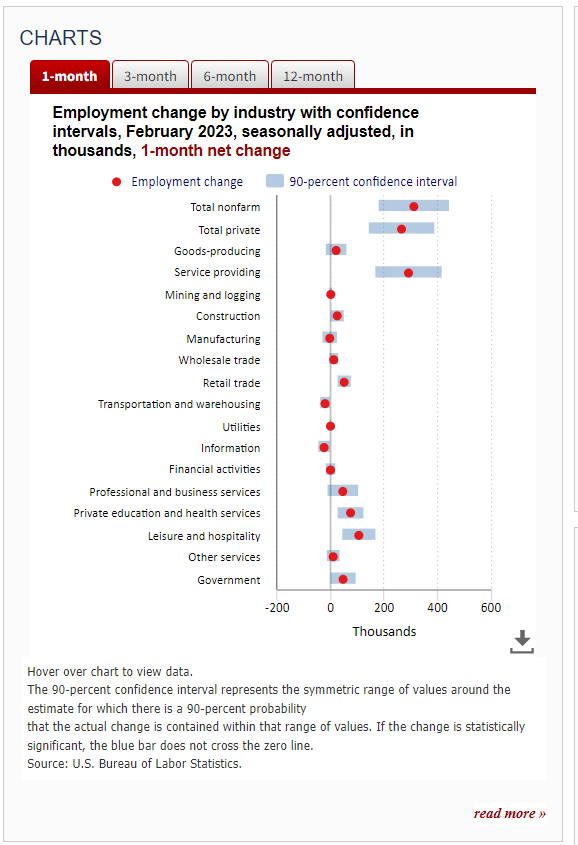 CHARTS
1-month
3-month
6-month
12-month
Employment change by industry with confidence
intervals, February 2023, seasonally adjusted, in
thousands, 1-month net change
Employment change
90-percent confidence interval
Total nonfarm
Total private
Goods-producing
Service providing
Mining and logging
Construction
Manufacturing
Wholesale trade
Retail trade
Transportation and warehousing
Utilities
Information
Financial activities
Professional and business services
Private education and health services
Leisure and hospitality
Other services
Government
-200 0 200 400 600
Thousands
Hover over chart to view data.
The 90-percent confidence interval represents the symmetric range of values around the
estimate for which there is a 90-percent probability
that the actual change is contained within that range of values. If the change is statistically
significant, the blue bar does not cross the zero line.
Source: U.S. Bureau of Labor Statistics.
read more »